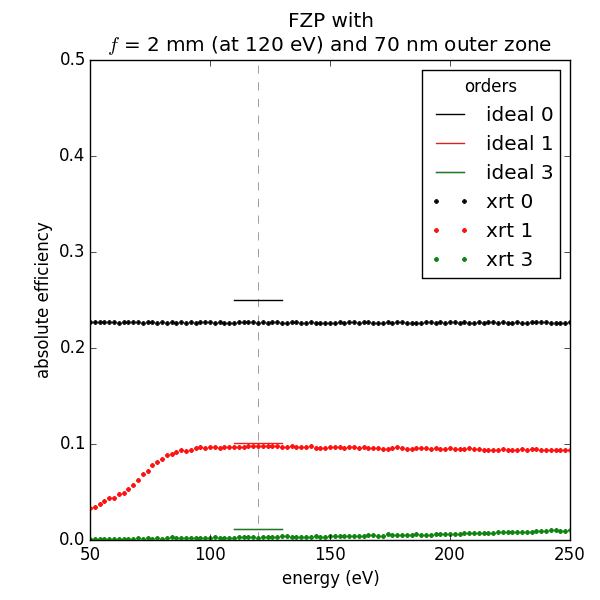 FZP with
f = 2 mm (at 120 eV) and 70 nm outer zone
0.5
0.4
0.3
0.2
0.1
0.0
absolute efficiency
orders
ideal 0
ideal 1
ideal 3
xrt 0
xrt 1
xrt 3
50
100
150
200
250
energy (eV)